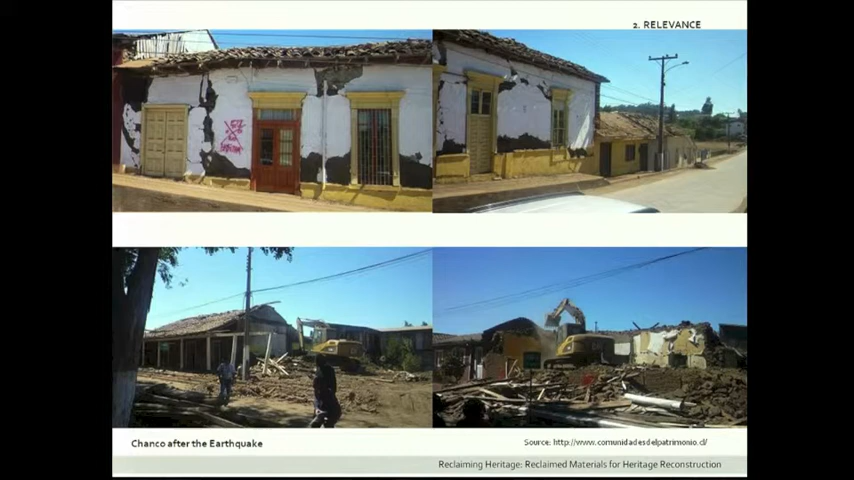 2. RELEVANCE
Chanco after the Earthquake
Source: http://www.comunidadesdelpatrimonio.cl/
Reclaiming Heritage: Reclaimed Materials for Heritage Reconstruction